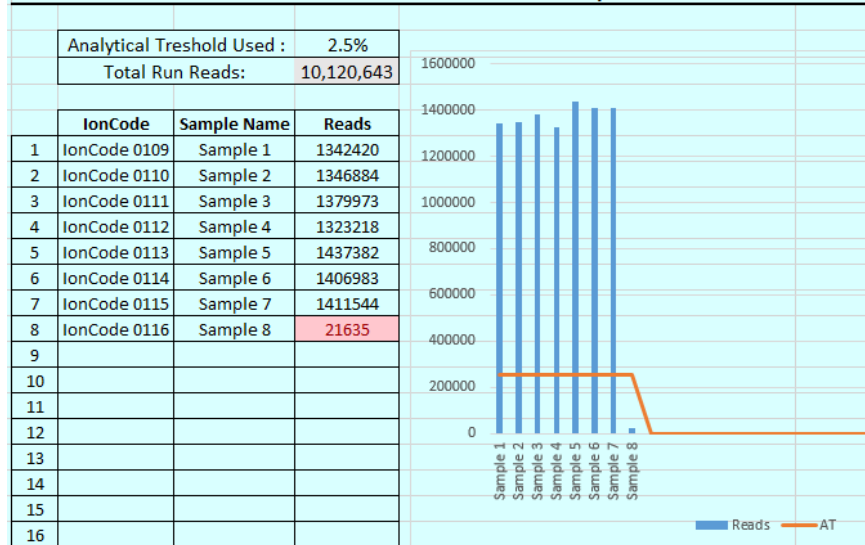 Analytical Treshold Used : 2.5%
Total Run Reads: 10,120,643
IonCode Sample Name Reads
1 IonCode 0109 Sample 1 1342420
2 IonCode 0110 Sample 2 1346884
3 IonCode 0111 Sample 3 1379973
4 IonCode 0112 Sample 4 1323218
5 IonCode 0113 Sample 5 1437382
6 IonCode 0114 Sample 6 1406983
7 IonCode 0115 Sample 7 1411544
8 IonCode 0116 Sample 8 21635
9
10
11
12
13
14
15
16
1600000
1400000
1200000
1000000
800000
600000
400000
200000
0
Sample 1
Sample 2
Sample 3
Sample 4
Sample 5
Sample 6
Sample 7
Sample 8
Reads AT